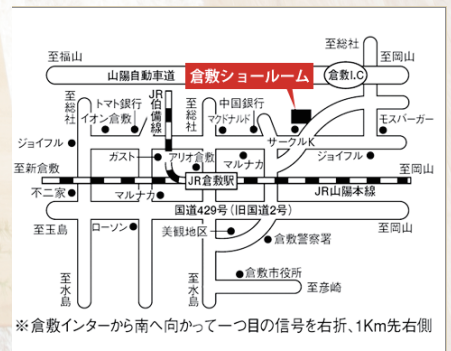 至総社
至福山
至岡山
山陽自動車道
倉敷ショールーム
倉敷I.C
至総社
トマト銀行
JR伯備線
至総社
中国銀行
イオン倉敷
マクドナルド
モスバーガー
サークルK
ジョイフル
ガスト
アリオ倉敷
マルナカ
ジョイフル
至新倉敷
至岡山
JR倉敷駅
不二家
マルナカ
JR山陽本線
国道429号(旧国道2号)
至玉島
ローソン
美観地区
倉敷警察署
至岡山
至水島
至水島
倉敷市役所
至彦崎
※倉敷インターから南へ向かって一つ目の信号を右折、1Km先右側